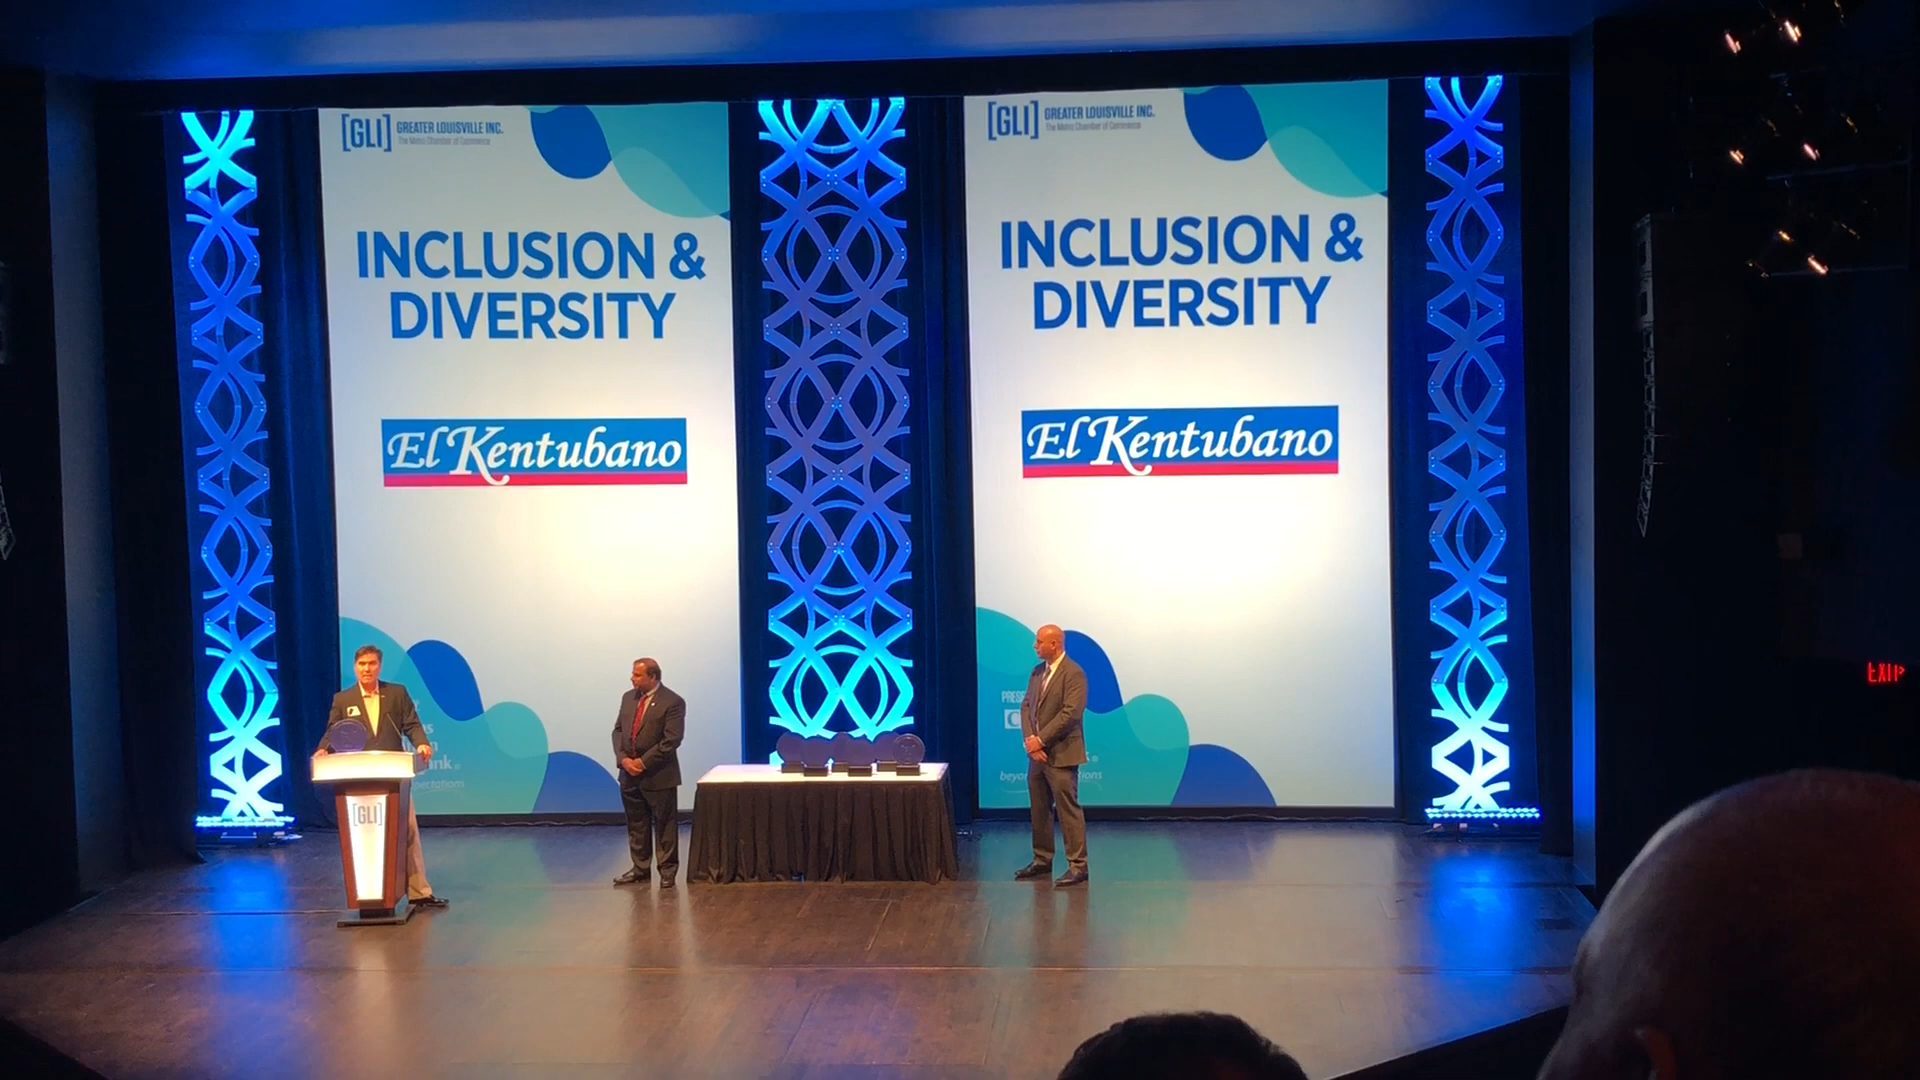 [GLI] GREATER LOUISVILLE INC.
The Metro Chamber of Commerce
INCLUSION &
DIVERSITY
El Kentubano
[GLI] GREATER LOUISVILLE INC.
The Metro Chamber of Commerce
INCLUSION &
DIVERSITY
El Kentubano
[GLI]
EXIT